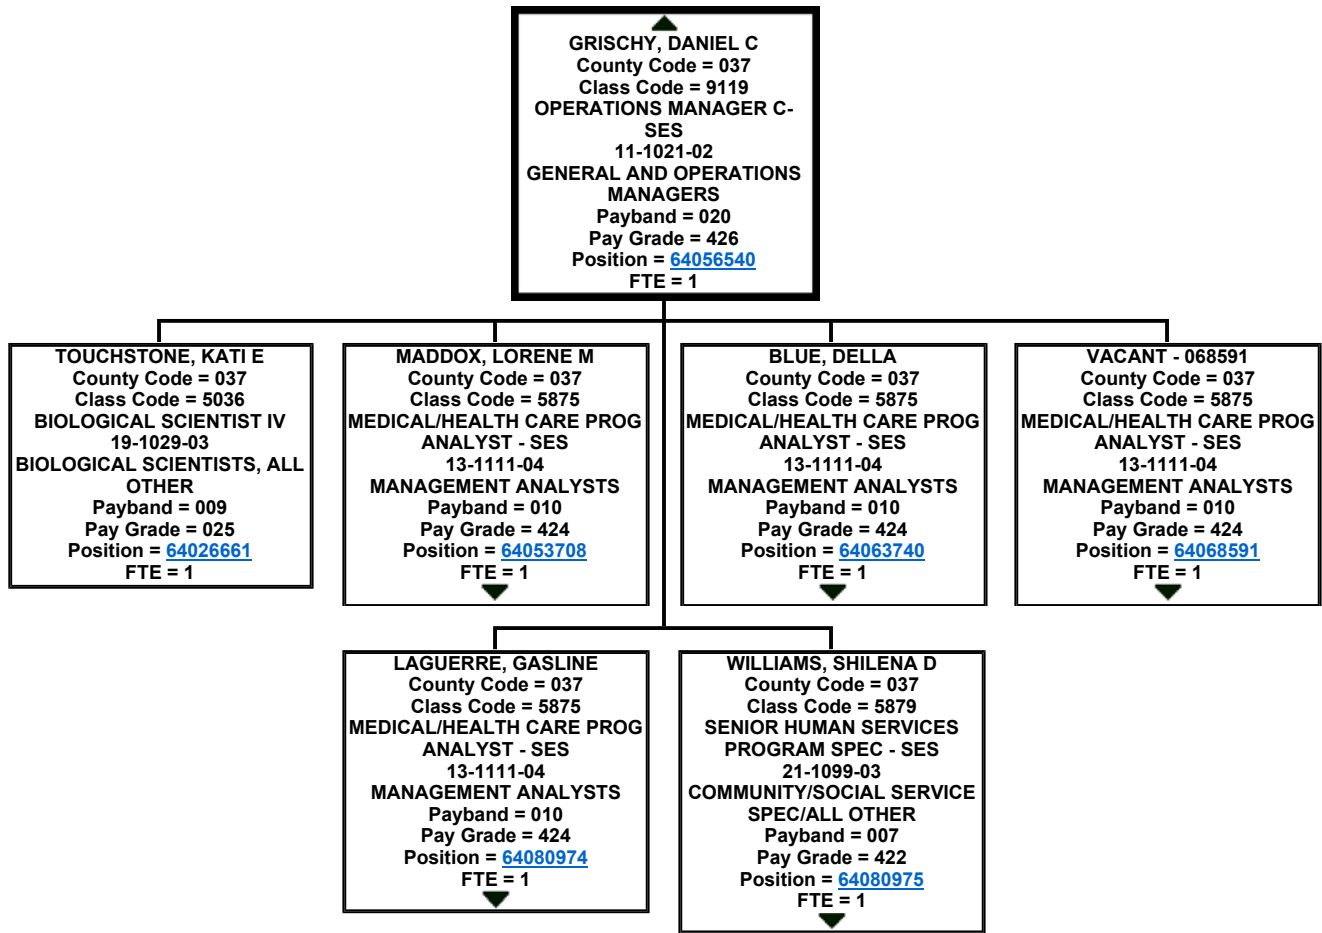 GRISCHY, DANIEL C
County Code = 037
Class Code = 9119
OPERATIONS MANAGER C-
SES
11-1021-02
GENERAL AND OPERATIONS
MANAGERS
Payband = 020
Pay Grade = 426
Position = 64056540
FTE = 1
TOUCHSTONE, KATI E
County Code = 037
Class Code = 5036
BIOLOGICAL SCIENTIST IV
19-1029-03
BIOLOGICAL SCIENTISTS, ALL
OTHER
Payband = 009
Pay Grade = 025
Position = 64026661
FTE = 1
MADDOX, LORENE M
County Code = 037
Class Code = 5875
MEDICAL/HEALTH CARE PROG
ANALYST - SES
13-1111-04
MANAGEMENT ANALYSTS
Payband = 010
Pay Grade = 424
Position = 64053708
FTE = 1
BLUE, DELLA
County Code = 037
Class Code = 5875
MEDICAL/HEALTH CARE PROG
ANALYST - SES
13-1111-04
MANAGEMENT ANALYSTS
Payband = 010
Pay Grade = 424
Position = 64063740
FTE = 1
VACANT - 068591
County Code = 037
Class Code = 5875
MEDICAL/HEALTH CARE PROG
ANALYST - SES
13-1111-04
MANAGEMENT ANALYSTS
Payband = 010
Pay Grade = 424
Position = 64068591
FTE = 1
LAGUERRE, GASLINE
County Code = 037
Class Code = 5875
MEDICAL/HEALTH CARE PROG
ANALYST - SES
13-1111-04
MANAGEMENT ANALYSTS
Payband = 010
Pay Grade = 424
Position = 64080974
FTE = 1
WILLIAMS, SHILENA D
County Code = 037
Class Code = 5879
SENIOR HUMAN SERVICES
PROGRAM SPEC - SES
21-1099-03
COMMUNITY/SOCIAL SERVICE
SPEC/ALL OTHER
Payband = 007
Pay Grade = 422
Position = 64080975
FTE = 1